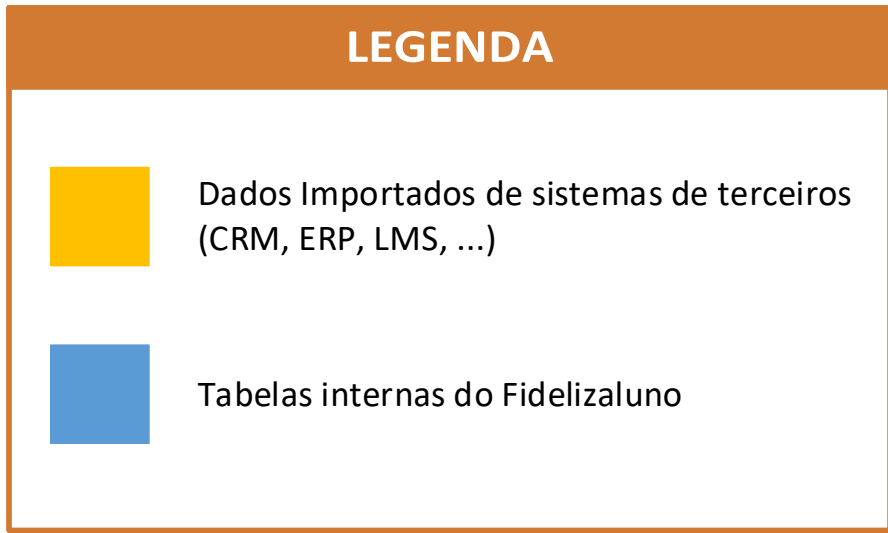 LEGENDA
Dados Importados de sistemas de terceiros
(CRM, ERP, LMS, ...)
Tabelas internas do Fidelizaluno